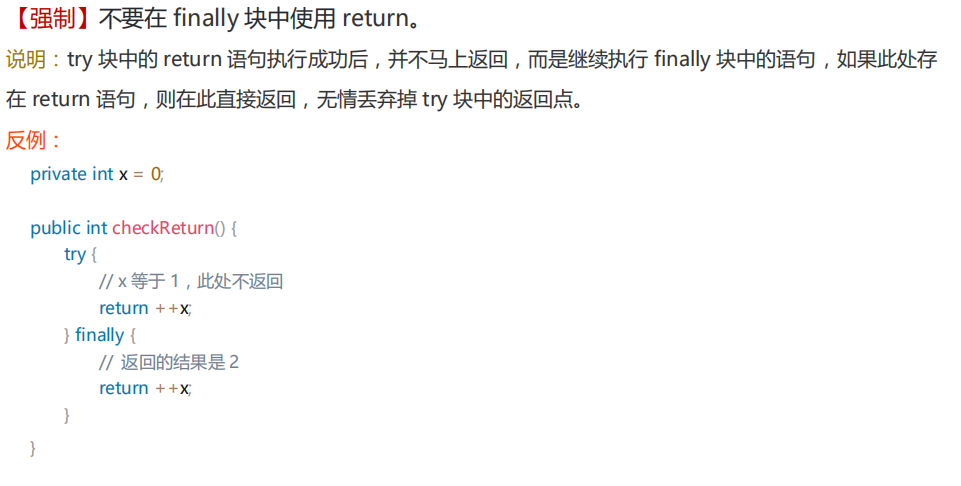 【强制】不要在 finally 块中使用 return。
说明：try 块中的 return 语句执行成功后，并不马上返回，而是继续执行 finally 块中的语句，如果此处存
在 return 语句，则在此直接返回，无情丢弃掉 try 块中的返回点。
反例：
private int x = 0;
public int checkReturn() {
try {
// x 等于 1，此处不返回
return ++x;
} finally {
// 返回的结果是 2
return ++x;
}
}